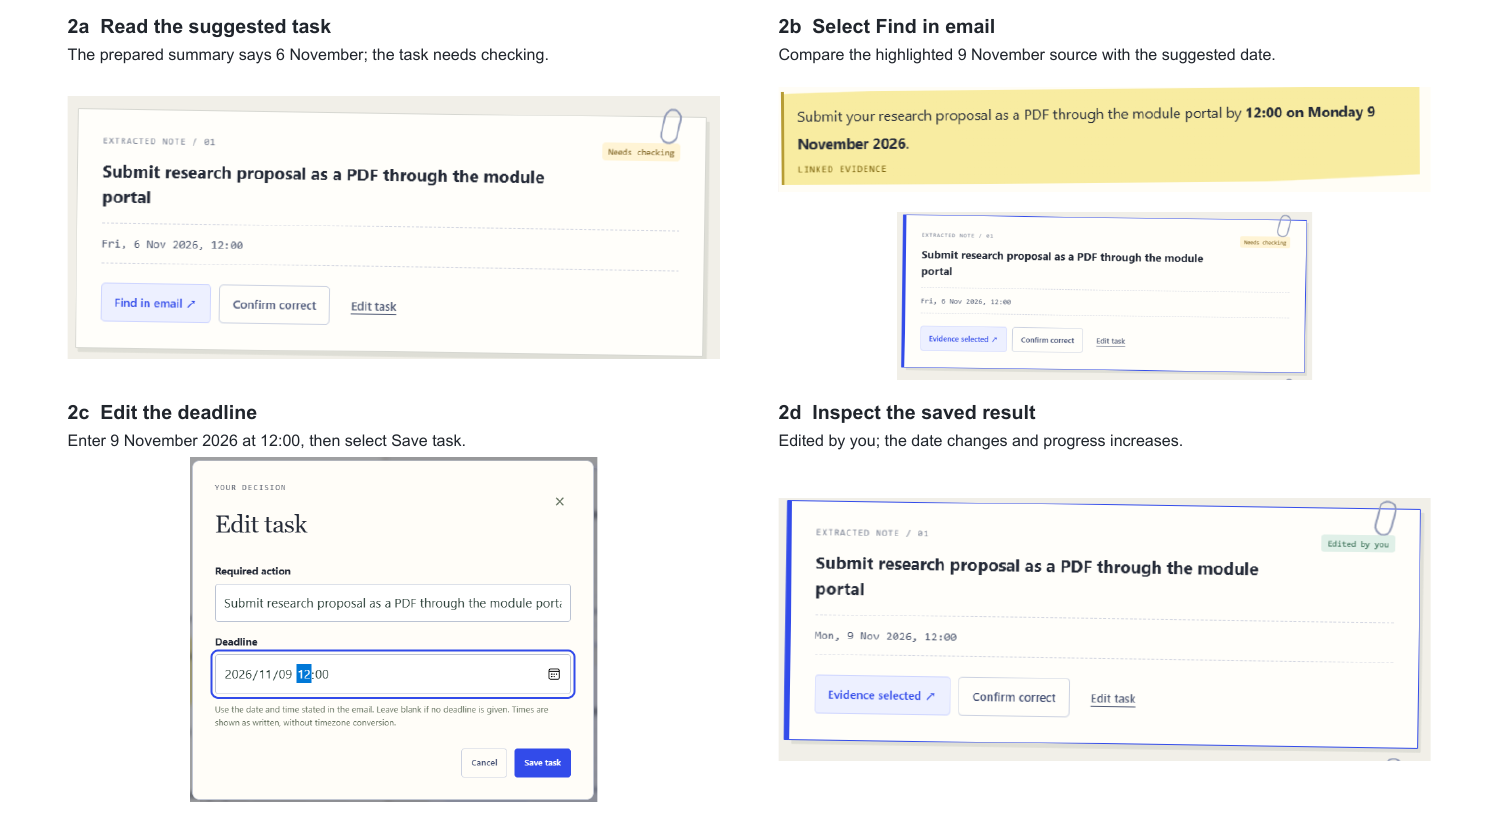 2a Read the suggested task
The prepared summary says 6 November; the task needs checking.
EXTRACTED NOTE / 01
Needs checking
Submit research proposal as a PDF through the module
portal
Fri, 6 Nov 2026, 12:00
Find in email ↗
Confirm correct
Edit task
2b Select Find in email
Compare the highlighted 9 November source with the suggested date.
Submit your research proposal as a PDF through the module portal by 12:00 on Monday 9
November 2026.
LINKED EVIDENCE
EXTRACTED NOTE / 01
Needs checking
Submit research proposal as a PDF through the module
portal
Fri, 6 Nov 2026, 12:00
Evidence selected ↗
Confirm correct
Edit task
2c Edit the deadline
Enter 9 November 2026 at 12:00, then select Save task.
YOUR DECISION
×
Edit task
Required action
Submit research proposal as a PDF through the module porta
Deadline
2026/11/09 12:00
Use the date and time stated in the email. Leave blank if no deadline is given. Times are
shown as written, without timezone conversion.
Cancel
Save task
2d Inspect the saved result
Edited by you; the date changes and progress increases.
EXTRACTED NOTE / 01
Edited by you
Submit research proposal as a PDF through the module
portal
Mon, 9 Nov 2026, 12:00
Evidence selected ↗
Confirm correct
Edit task